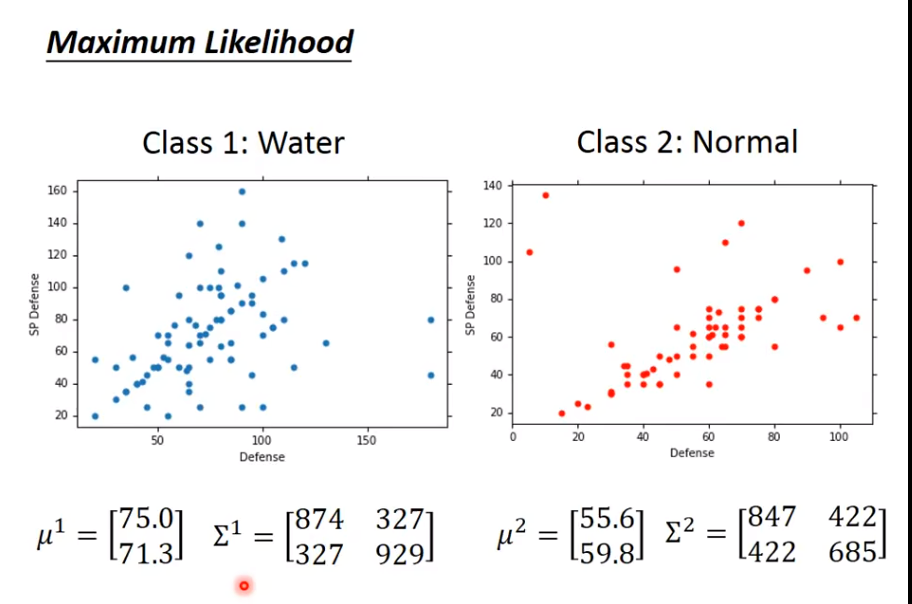 Maximum Likelihood
Class 1: Water
160
140
120
100
80
60
40
20
SP Defense
50
100
150
Defense
Class 2: Normal
140
120
100
80
60
40
20
SP Defense
0
20
40
60
80
100
Defense
μ¹ = [75.0
71.3]
Σ¹ = [874 327
327 929]
μ² = [55.6
59.8]
Σ² = [847 422
422 685]